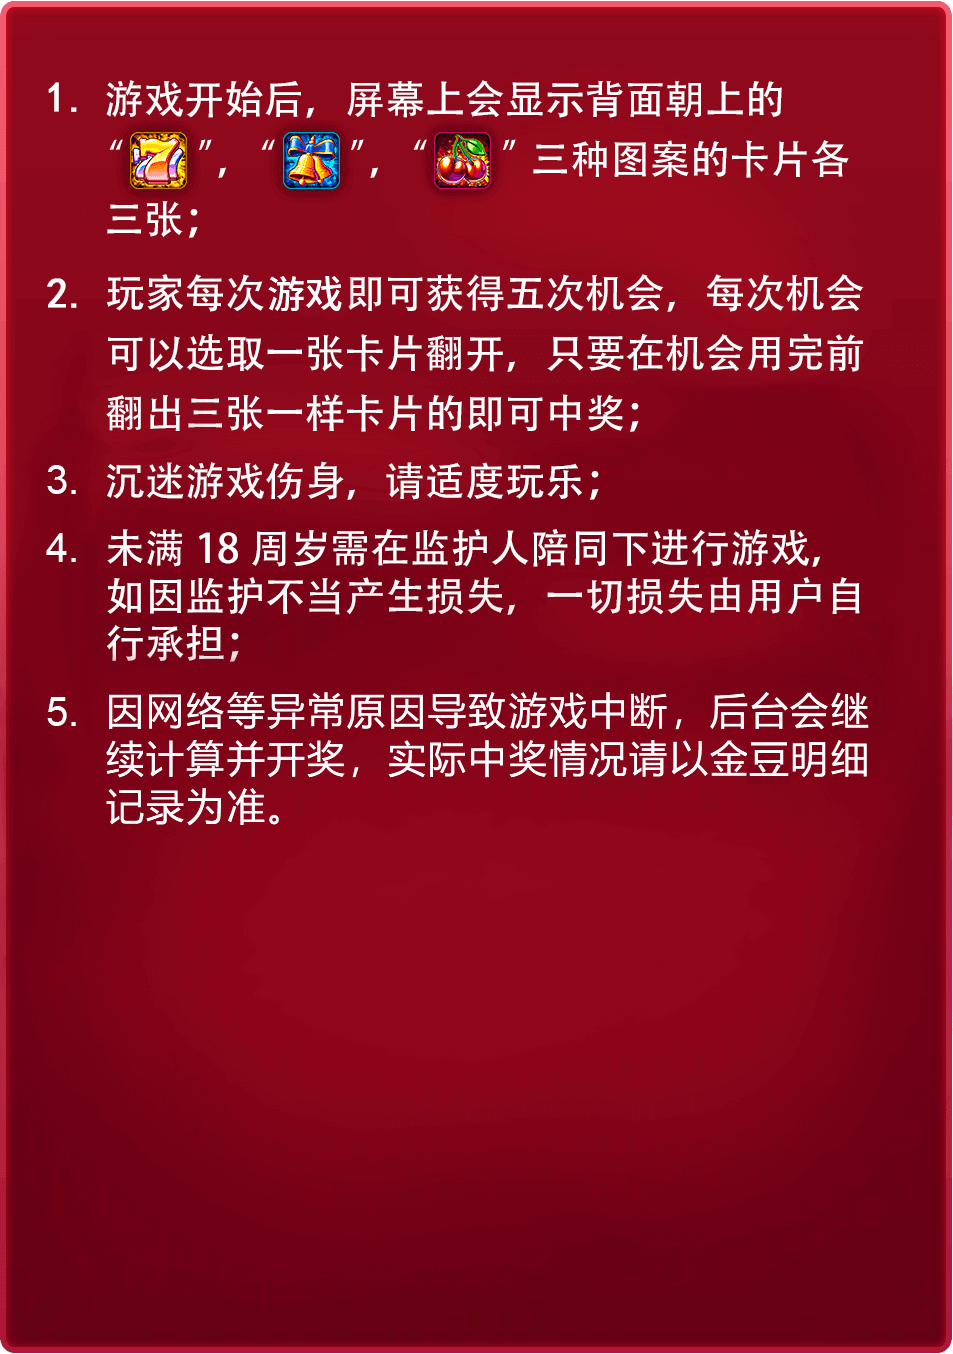 1. 游戏开始后，屏幕上会显示背面朝上的
“7”，“”，“”三种图案的卡片各
三张；
2. 玩家每次游戏即可获得五次机会，每次机会
可以选取一张卡片翻开，只要在机会用完前
翻出三张一样卡片的即可中奖；
3. 沉迷游戏伤身，请适度玩乐；
4. 未满 18 周岁需在监护人陪同下进行游戏，
如因监护不当产生损失，一切损失由用户自
行承担；
5. 因网络等异常原因导致游戏中断，后台会继
续计算并开奖，实际中奖情况请以金豆明细
记录为准。